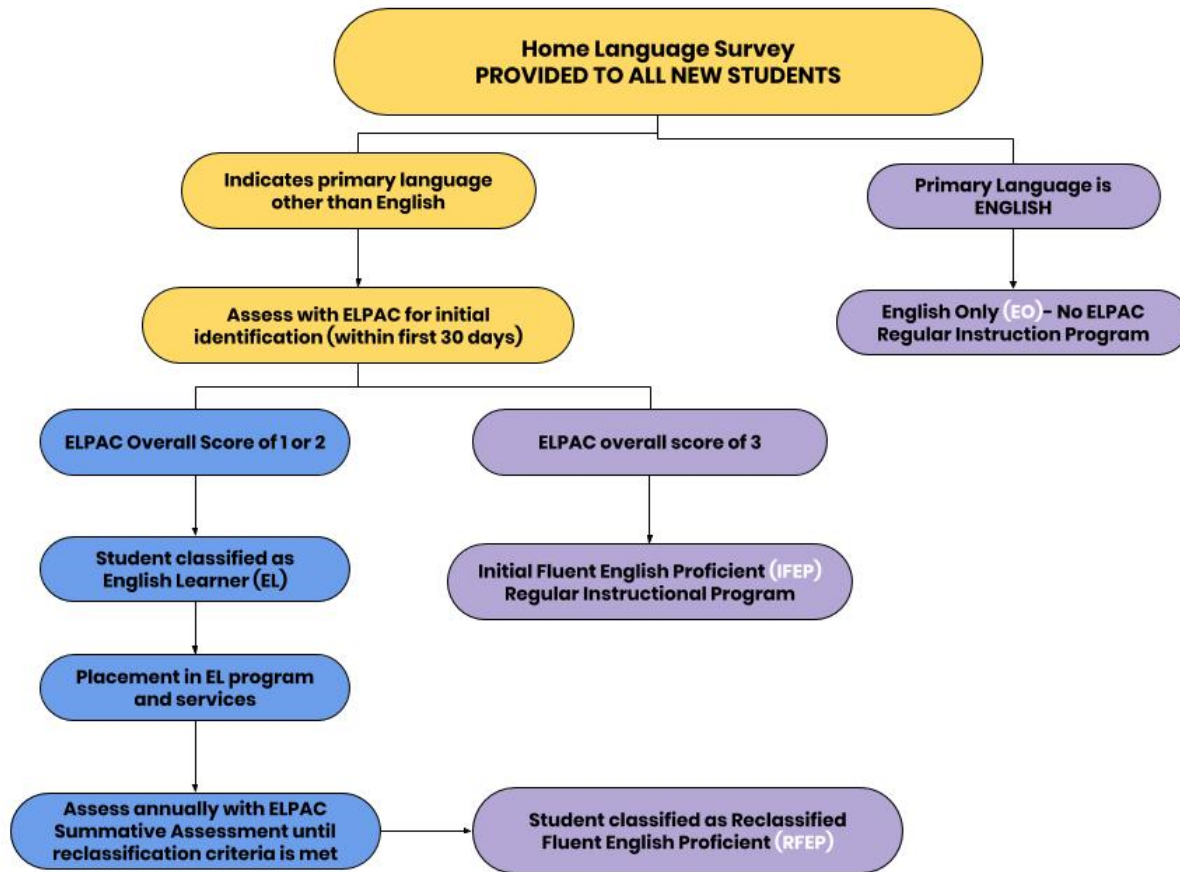 Home Language Survey
PROVIDED TO ALL NEW STUDENTS
Indicates primary language
other than English
Primary Language is
ENGLISH
Assess with ELPAC for initial
identification (within first 30 days)
English Only (EO)- No ELPAC
Regular Instruction Program
ELPAC Overall Score of 1 or 2
ELPAC overall score of 3
Student classified as
English Learner (EL)
Initial Fluent English Proficient (IFEP)
Regular Instructional Program
Placement in EL program
and services
Assess annually with ELPAC
Summative Assessment until
reclassification criteria is met
Student classified as Reclassified
Fluent English Proficient (RFEP)